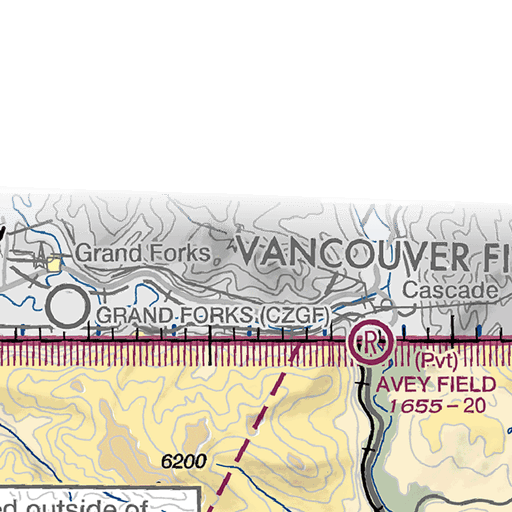 Grand Forks
VANCOUVER FI
Cascade
GRAND FORKS (CZGF)
R
(Pvt)
AVEY FIELD
1655 – 20
6200
ed outside of